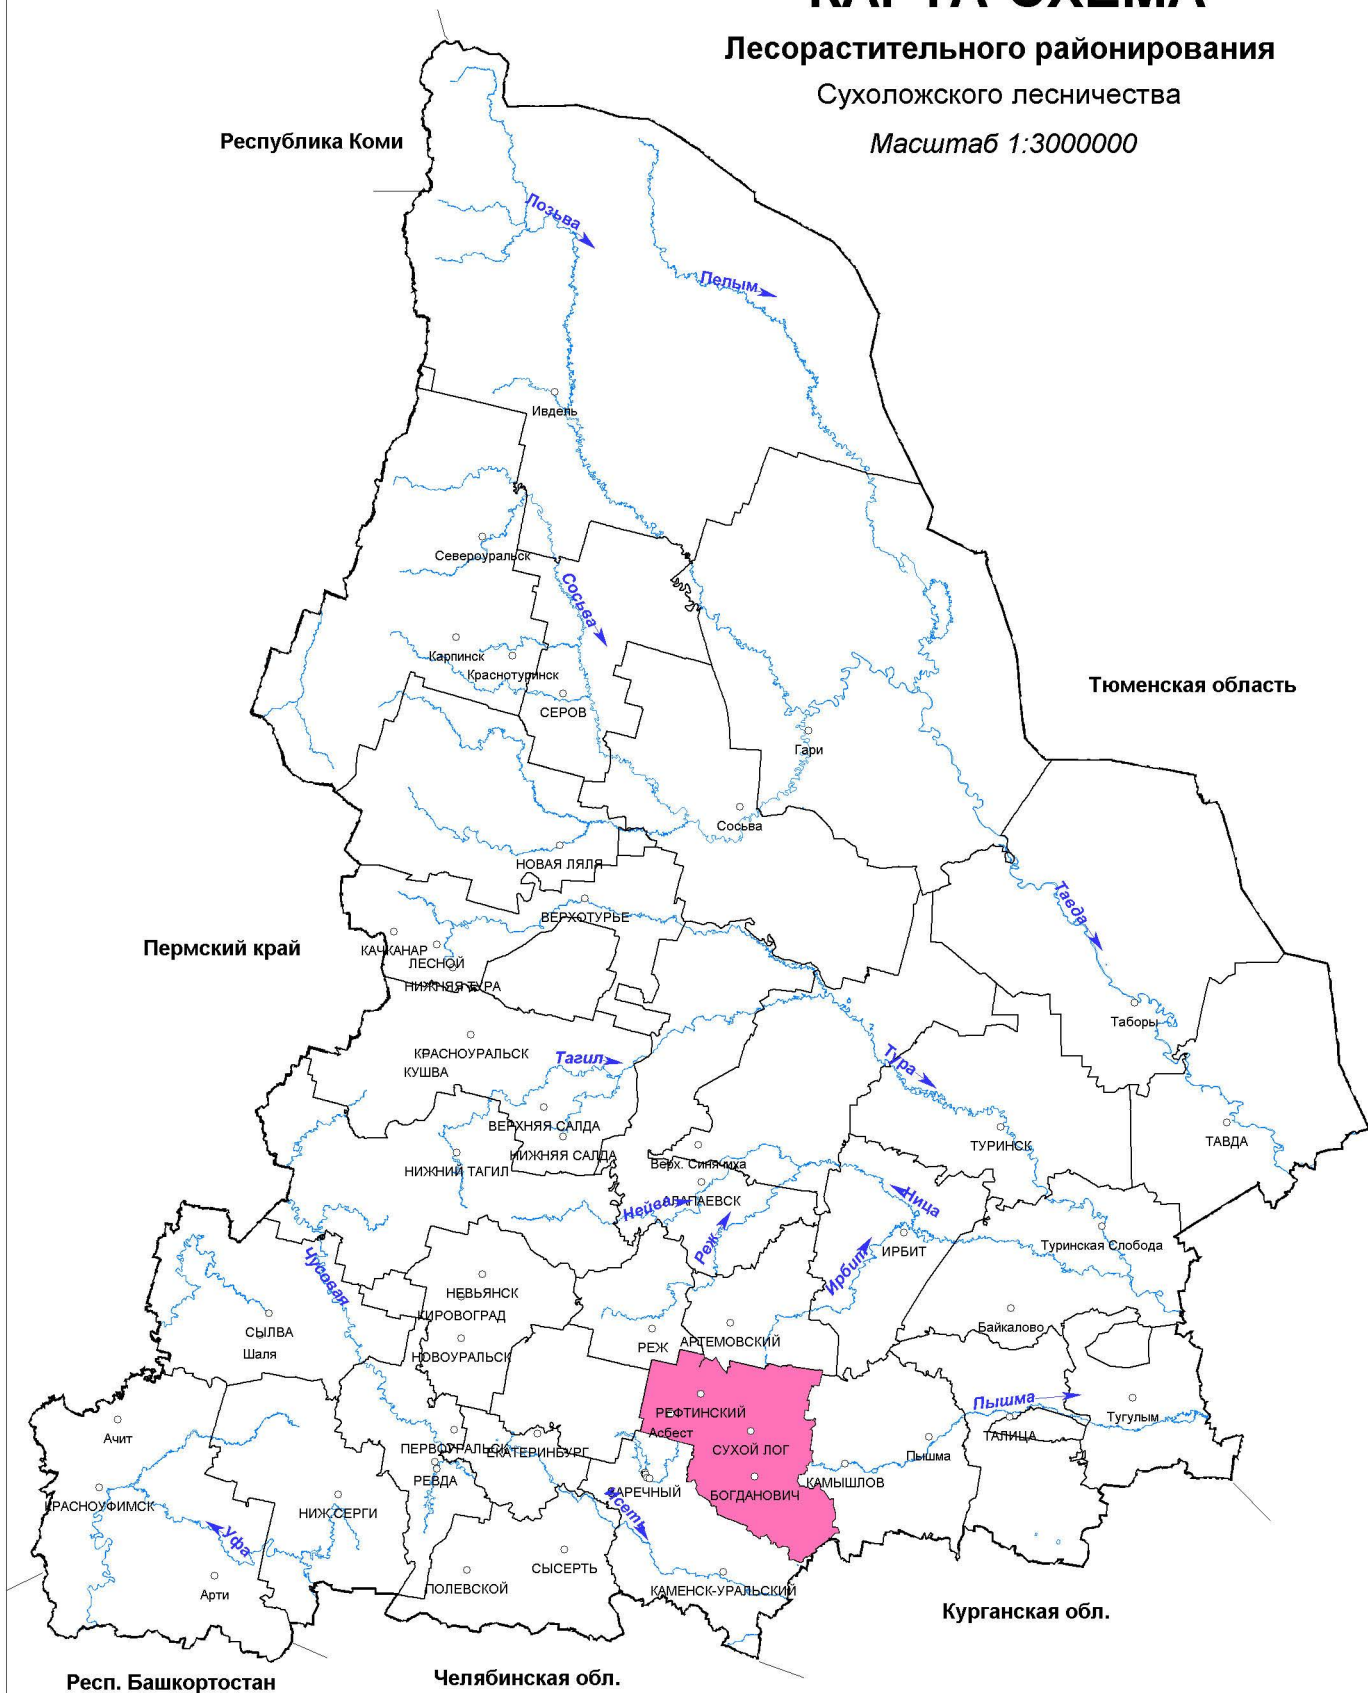 КАРТА-СХЕМА
Лесорастительного районирования
Сухоложского лесничества
Масштаб 1:3000000
Республика Коми
Лозьва
Пелым
Ивдель
Североуральск
Сосьва
Карпинск
Краснотуринск
СЕРОВ
Тюменская область
Гари
Сосьва
НОВАЯ ЛЯЛЯ
Тавда
ВЕРХОТУРЬЕ
Пермский край
КАЧКАНАР
ЛЕСНОЙ
НИЖНЯЯ ТУРА
Таборы
КРАСНОУРАЛЬСК
Тагил
Тура
КУШВА
ВЕРХНЯЯ САЛДА
ТУРИНСК
ТАВДА
НИЖНЯЯ САЛДА
Верх. Синячиха
НИЖНИЙ ТАГИЛ
АЛАПАЕВСК
Нейва
Ница
Реж
Ирбит
ИРБИТ
Туринская Слобода
Чусовая
НЕВЬЯНСК
КИРОВОГРАД
Байкалово
СЫЛВА
Шаля
НОВОУРАЛЬСК
РЕЖ
АРТЕМОВСКИЙ
Пышма
РЕФТИНСКИЙ
Асбест
Тугулым
Ачит
ТАЛИЦА
ПЕРВОУРАЛЬСК
ЕКАТЕРИНБУРГ
СУХОЙ ЛОГ
Пышма
РЕВДА
ЗАРЕЧНЫЙ
КАМЫШЛОВ
БОГДАНОВИЧ
КРАСНОУФИМСК
НИЖ.СЕРГИ
Исеть
Уфа
СЫСЕРТЬ
ПОЛЕВСКОЙ
КАМЕНСК-УРАЛЬСКИЙ
Арти
Курганская обл.
Челябинская обл.
Респ. Башкортостан